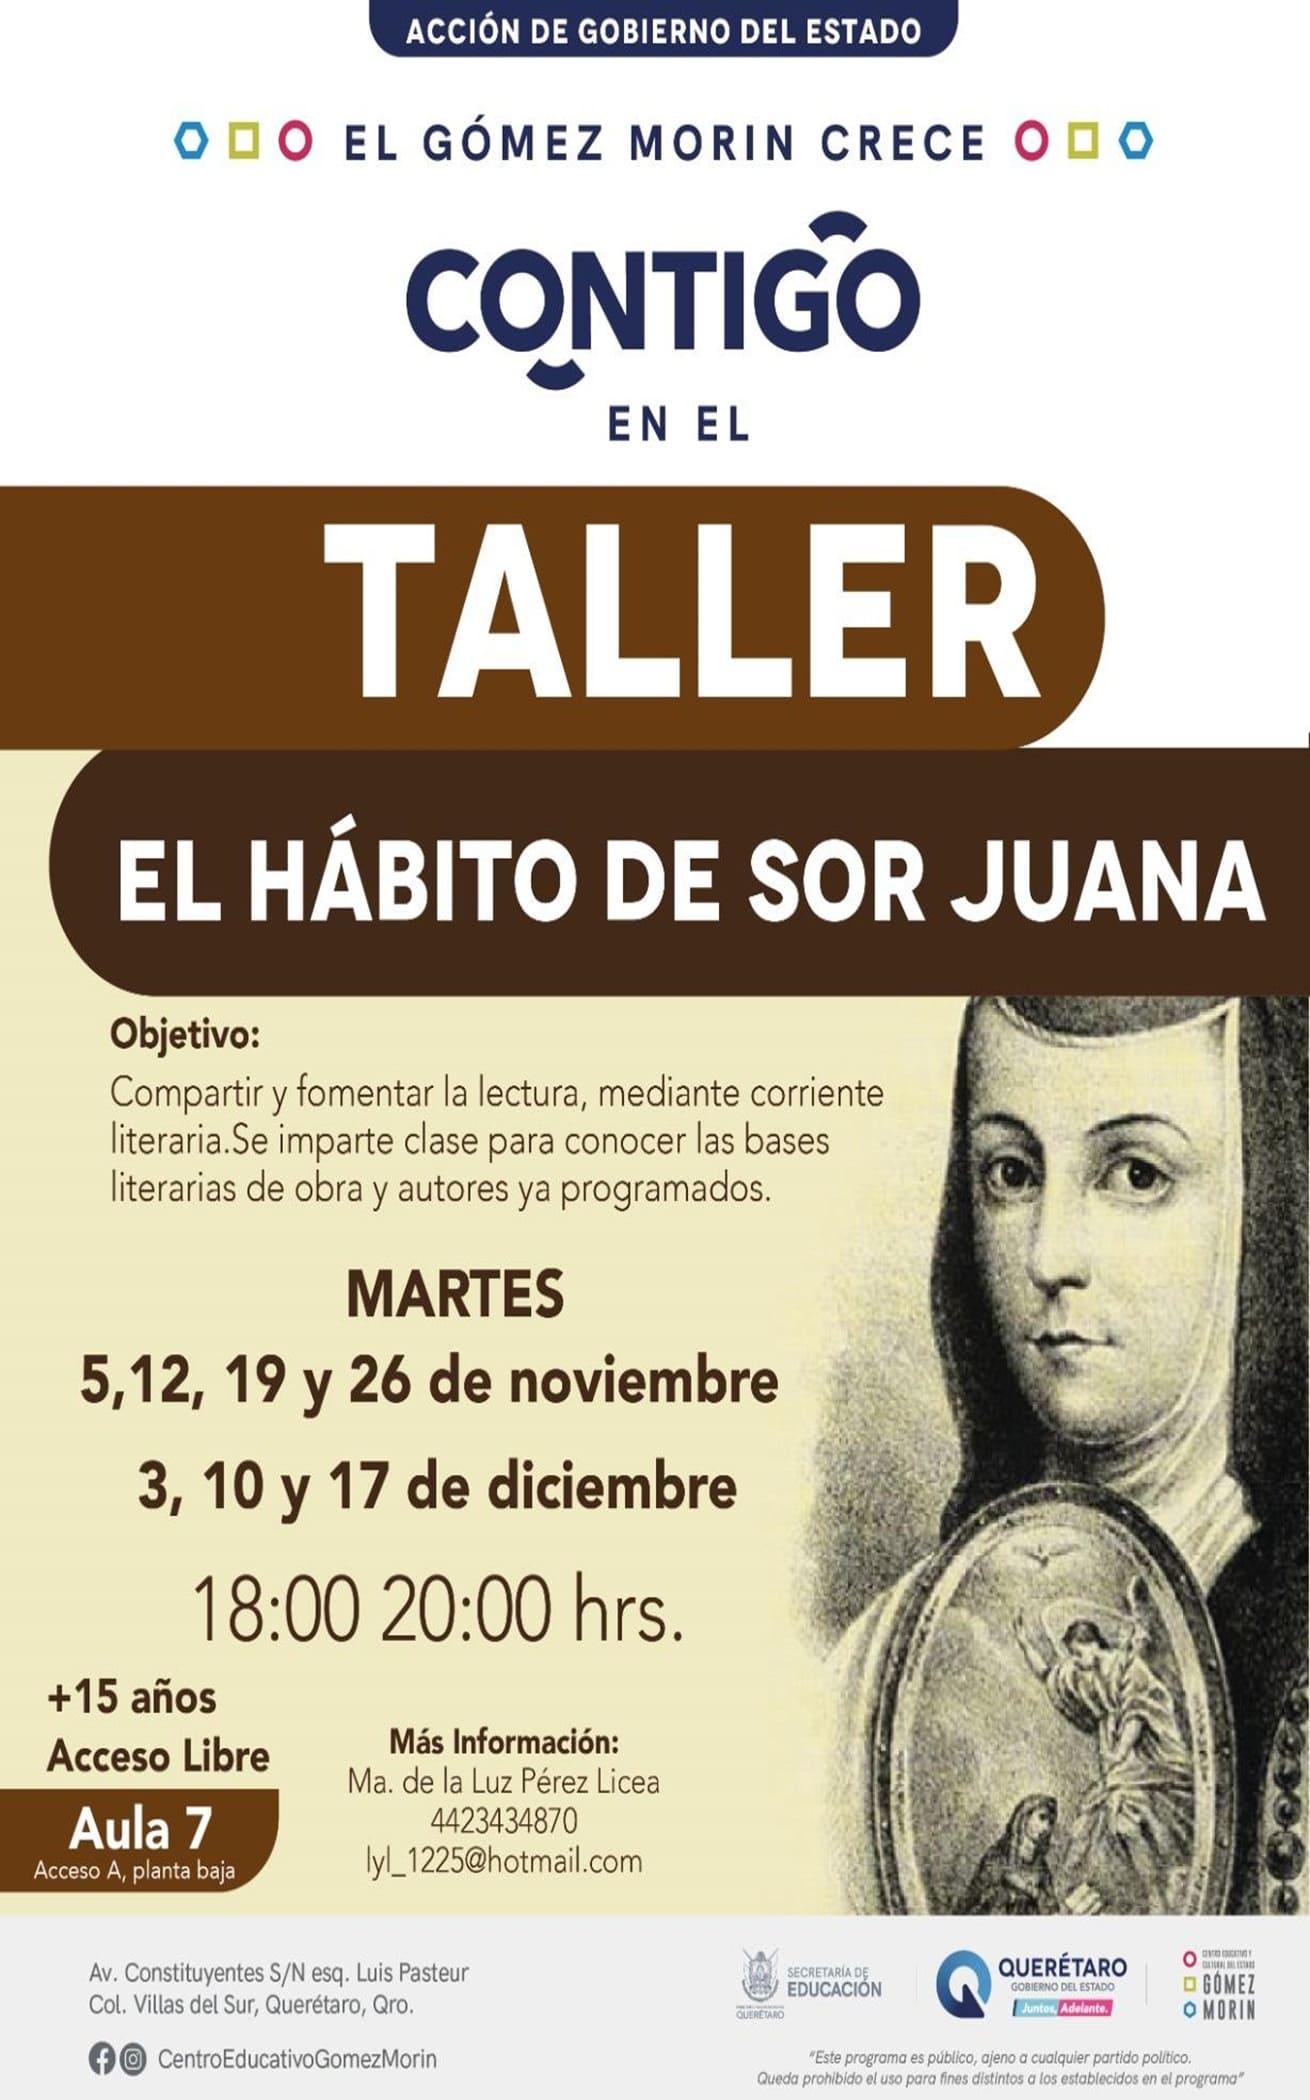 ACCIÓN DE GOBIERNO DEL ESTADO
EL GÓMEZ MORIN CRECE
CONTIGO
EN EL
TALLER
EL HÁBITO DE SOR JUANA
Objetivo:
Compartir y fomentar la lectura, mediante corriente
literaria.Se imparte clase para conocer las bases
literarias de obra y autores ya programados.
MARTES
5,12, 19 y 26 de noviembre
3, 10 y 17 de diciembre
18:00 20:00 hrs.
+15 años
Acceso Libre
Aula 7
Acceso A, planta baja
Más Información:
Ma. de la Luz Pérez Licea
4423434870
lyl_1225@hotmail.com
Av. Constituyentes S/N esq. Luis Pasteur
Col. Villas del Sur, Querétaro, Qro.
CentroEducativoGomezMorin
SECRETARÍA DE
EDUCACIÓN
QUERÉTARO
QUERÉTARO
GOBIERNO DEL ESTADO
Juntos, Adelante.
CENTRO EDUCATIVO Y
CULTURAL DEL ESTADO
GÓMEZ
MORIN
"Este programa es público, ajeno a cualquier partido político.
Queda prohibido el uso para fines distintos a los establecidos en el programa"